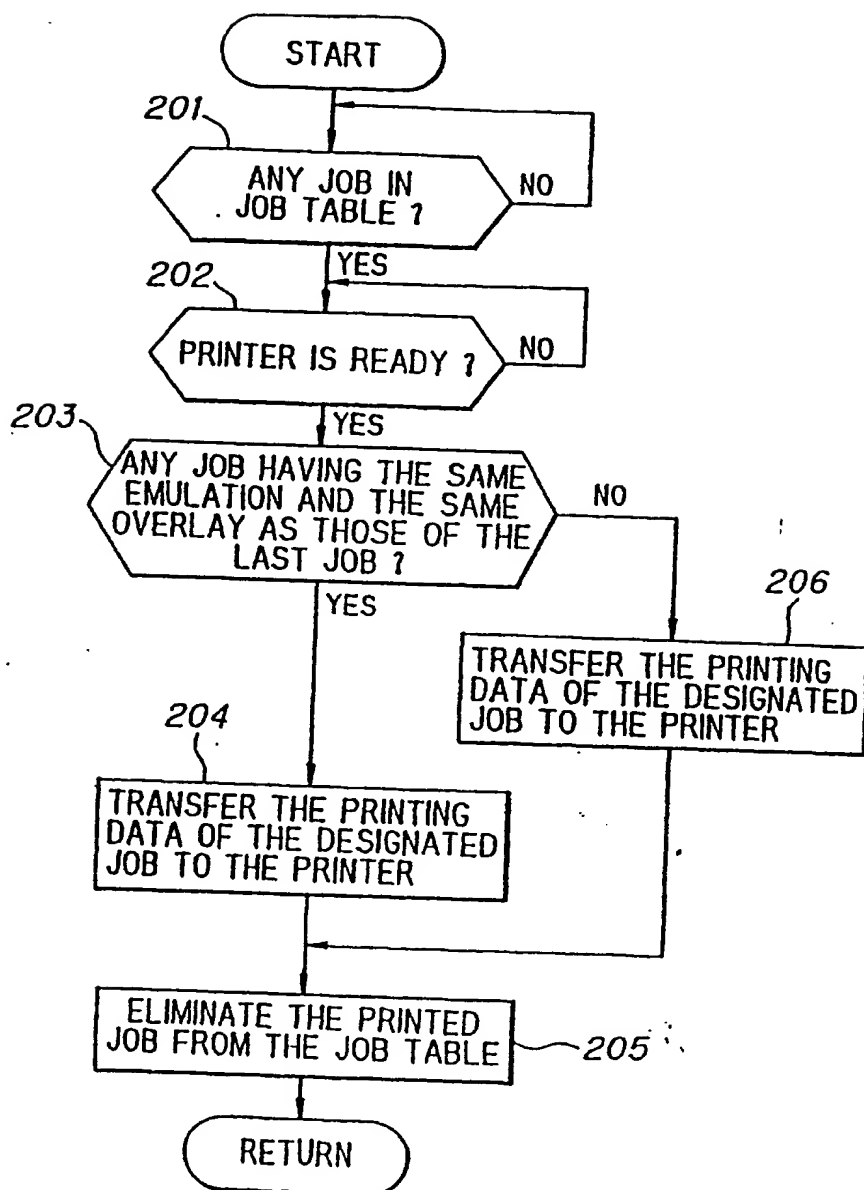 START
201
ANY JOB IN
JOB TABLE ?
NO
YES
202
PRINTER IS READY ?
NO
YES
203
ANY JOB HAVING THE SAME
EMULATION AND THE SAME
OVERLAY AS THOSE OF THE
LAST JOB ?
NO
YES
206
TRANSFER THE PRINTING
DATA OF THE DESIGNATED
JOB TO THE PRINTER
204
TRANSFER THE PRINTING
DATA OF THE DESIGNATED
JOB TO THE PRINTER
ELIMINATE THE PRINTED
JOB FROM THE JOB TABLE
205
RETURN